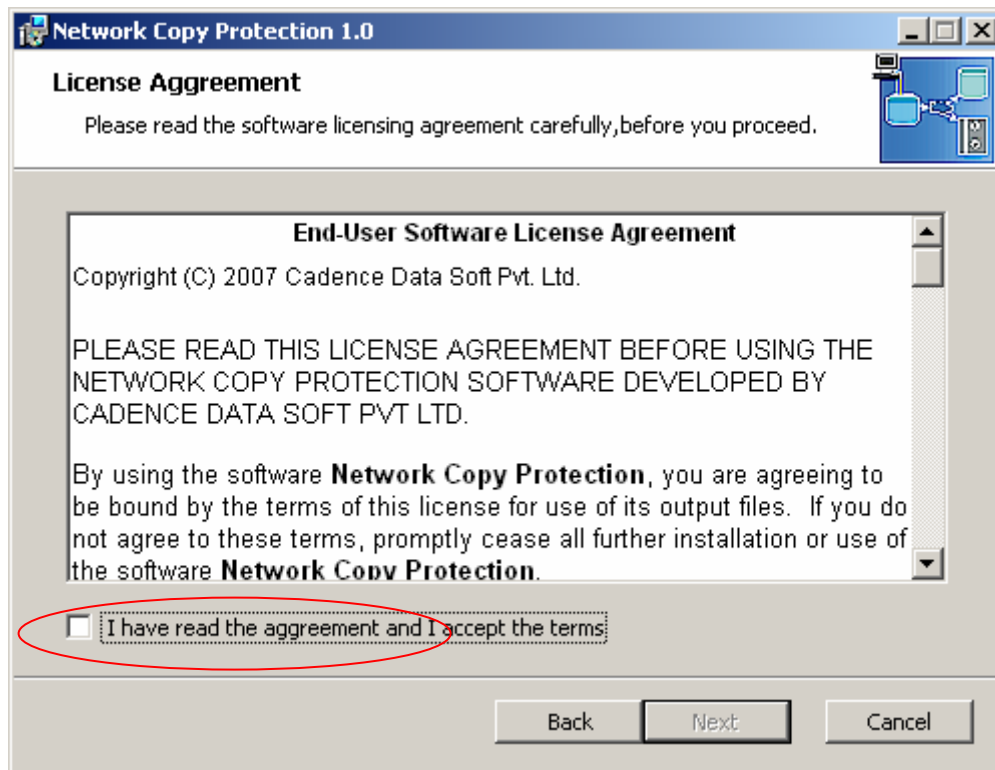 Network Copy Protection 1.0
License Aggreement
Please read the software licensing agreement carefully,before you proceed.
End-User Software License Agreement
Copyright (C) 2007 Cadence Data Soft Pvt. Ltd.
PLEASE READ THIS LICENSE AGREEMENT BEFORE USING THE
NETWORK COPY PROTECTION SOFTWARE DEVELOPED BY
CADENCE DATA SOFT PVT LTD.
By using the software Network Copy Protection, you are agreeing to
be bound by the terms of this license for use of its output files.  If you do
not agree to these terms, promptly cease all further installation or use of
the software Network Copy Protection.
I have read the aggreement and I accept the terms
Back Next Cancel